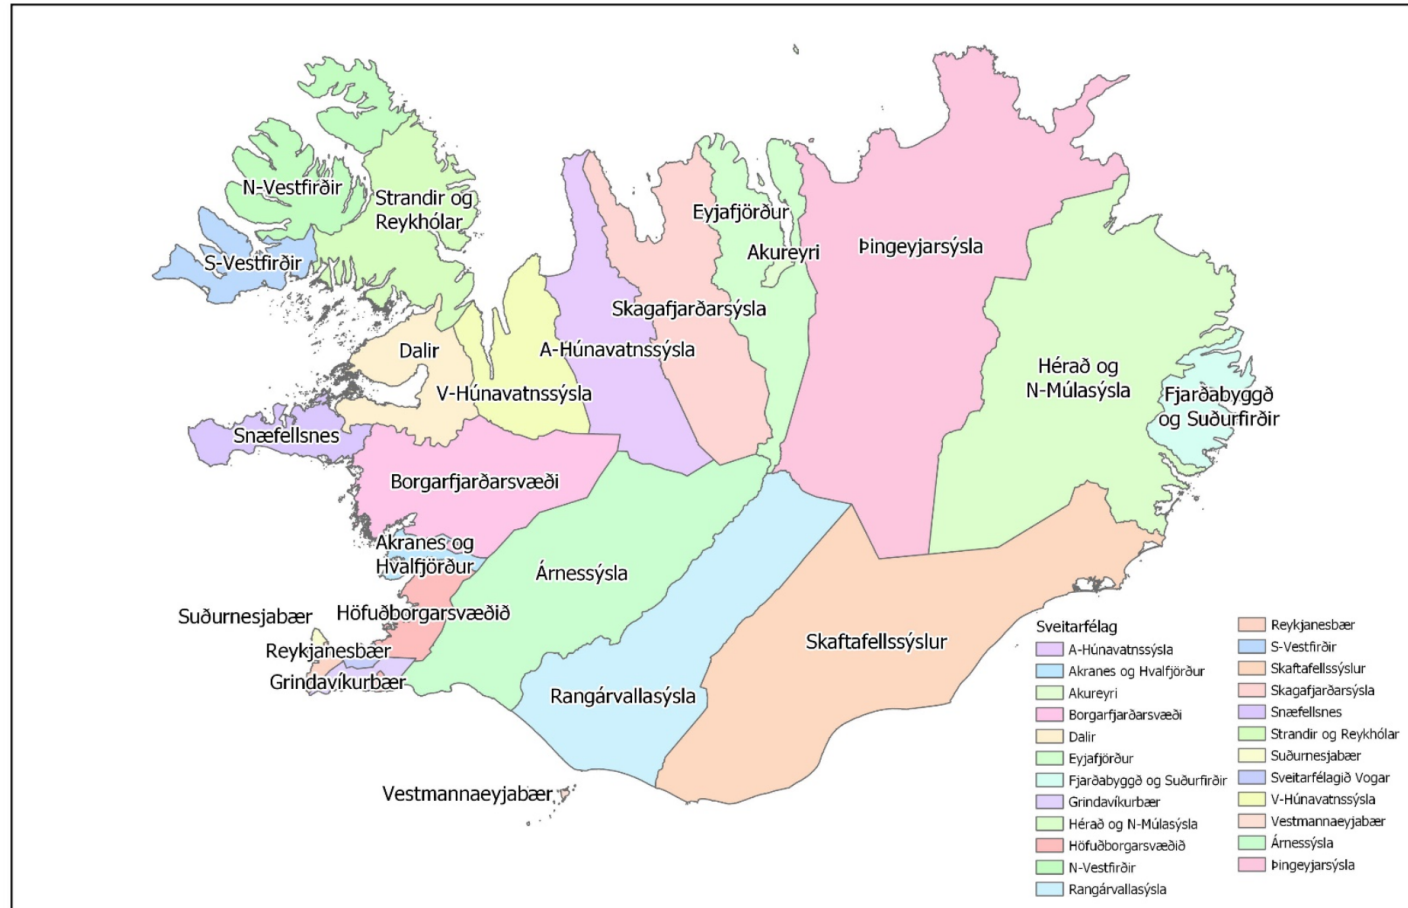 N-Vestfirðir
Strandir og
Reykhólar
S-Vestfirðir
Eyjafjörður
Akureyri
Þingeyjarsýsla
Skagafjarðarsýsla
Dalir
A-Húnavatnssýsla
V-Húnavatnssýsla
Hérað og
N-Múlasýsla
Fjarðabyggð
og Suðurfirðir
Snæfellsnes
Borgarfjarðarsvæði
Akranes og
Hvalfjörður
Árnessýsla
Suðurnesjabær
Höfuðborgarsvæðið
Reykjanesbær
Grindavíkurbær
Rangárvallasýsla
Skaftafellssýslur
Vestmannaeyjabær
Sveitarfélag
A-Húnavatnssýsla
Akranes og Hvalfjörður
Akureyri
Borgarfjarðarsvæði
Dalir
Eyjafjörður
Fjarðabyggð og Suðurfirðir
Grindavíkurbær
Hérað og N-Múlasýsla
Höfuðborgarsvæðið
N-Vestfirðir
Rangárvallasýsla
Reykjanesbær
S-Vestfirðir
Skaftafellssýslur
Skagafjarðarsýsla
Snæfellsnes
Strandir og Reykhólar
Suðurnesjabær
Sveitarfélagið Vogar
V-Húnavatnssýsla
Vestmannaeyjabær
Árnessýsla
Þingeyjarsýsla